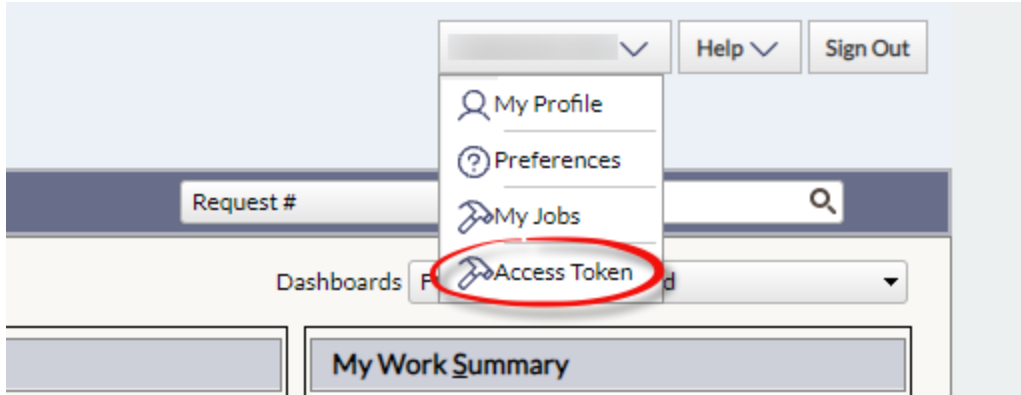 Help Sign Out
My Profile
Preferences
Request #
My Jobs
Access Token
Dashboards F d
My Work Summary